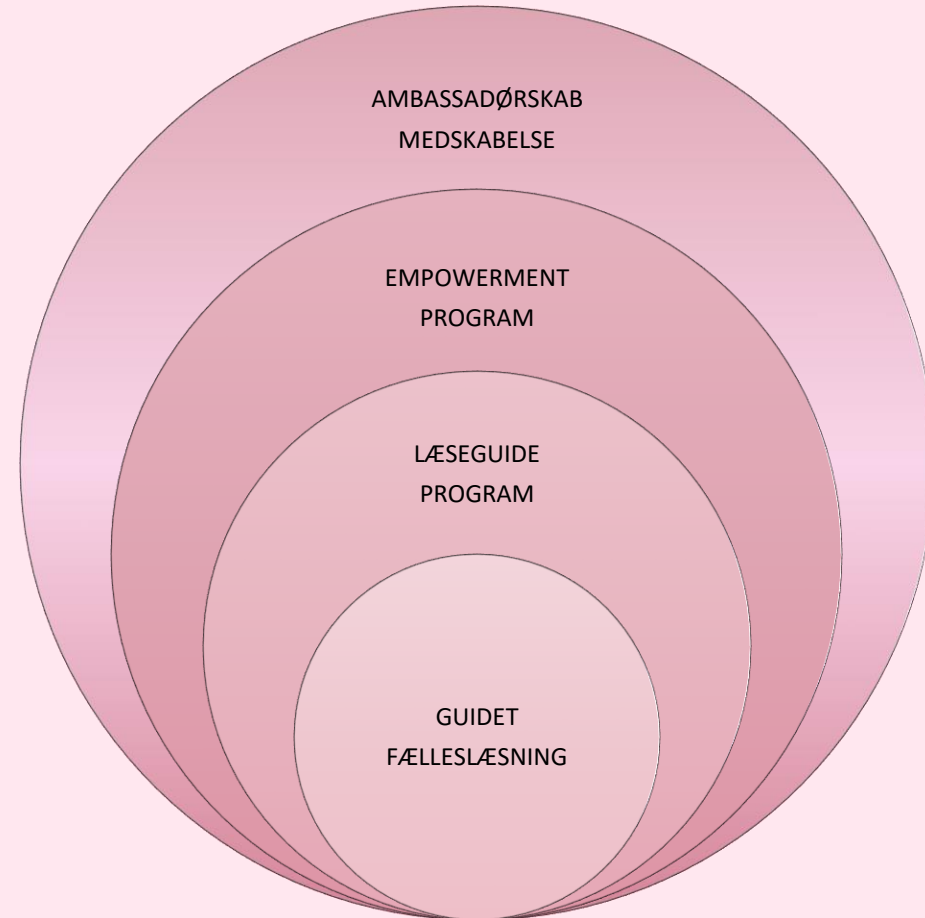 AMBASSADØRSKAB
MEDSKABELSE
EMPOWERMENT
PROGRAM
LÆSEGUIDE
PROGRAM
GUIDET
FÆLLESLÆSNING